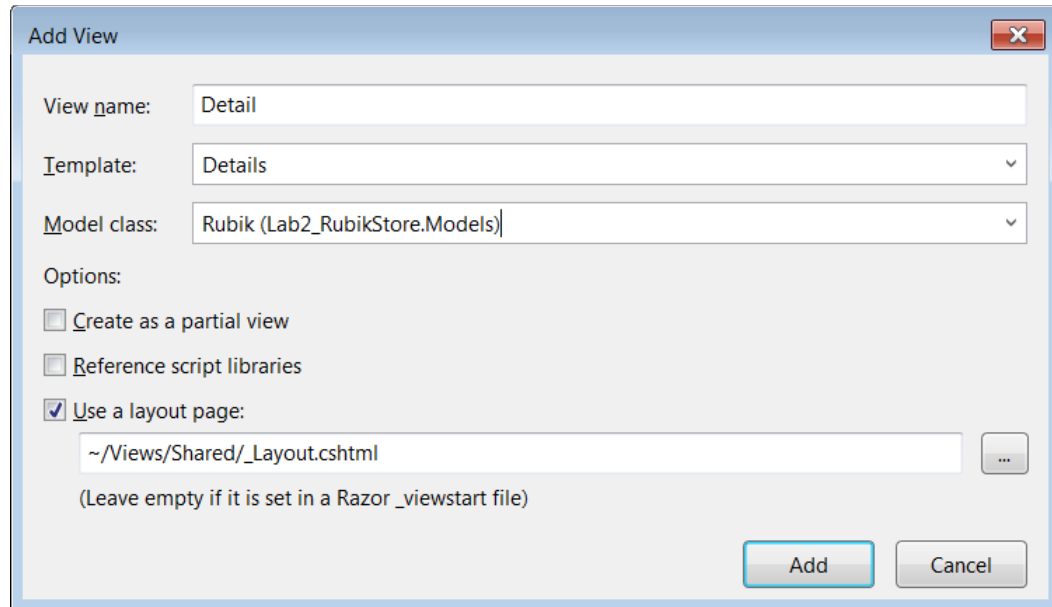 Add View
View name: Detail
Template: Details
Model class: Rubik (Lab2_RubikStore.Models)
Options:
Create as a partial view
Reference script libraries
Use a layout page:
~/Views/Shared/_Layout.cshtml ...
(Leave empty if it is set in a Razor _viewstart file)
Add Cancel